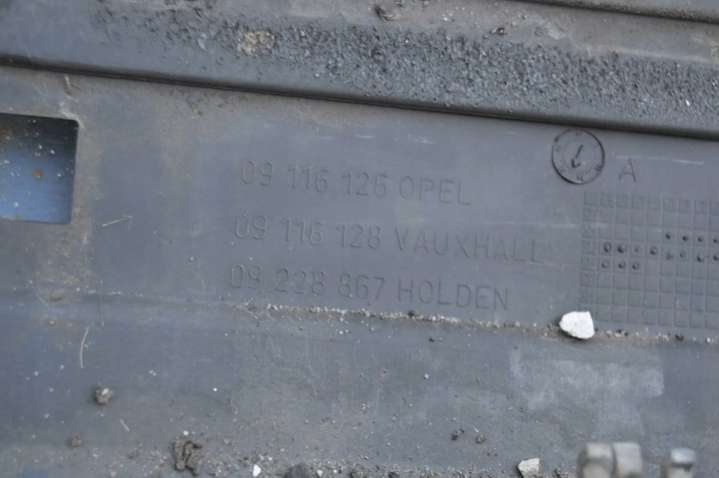 09 116 126 OPEL
A
09 116 128 VAUXHALL
09 228 867 HOLDEN